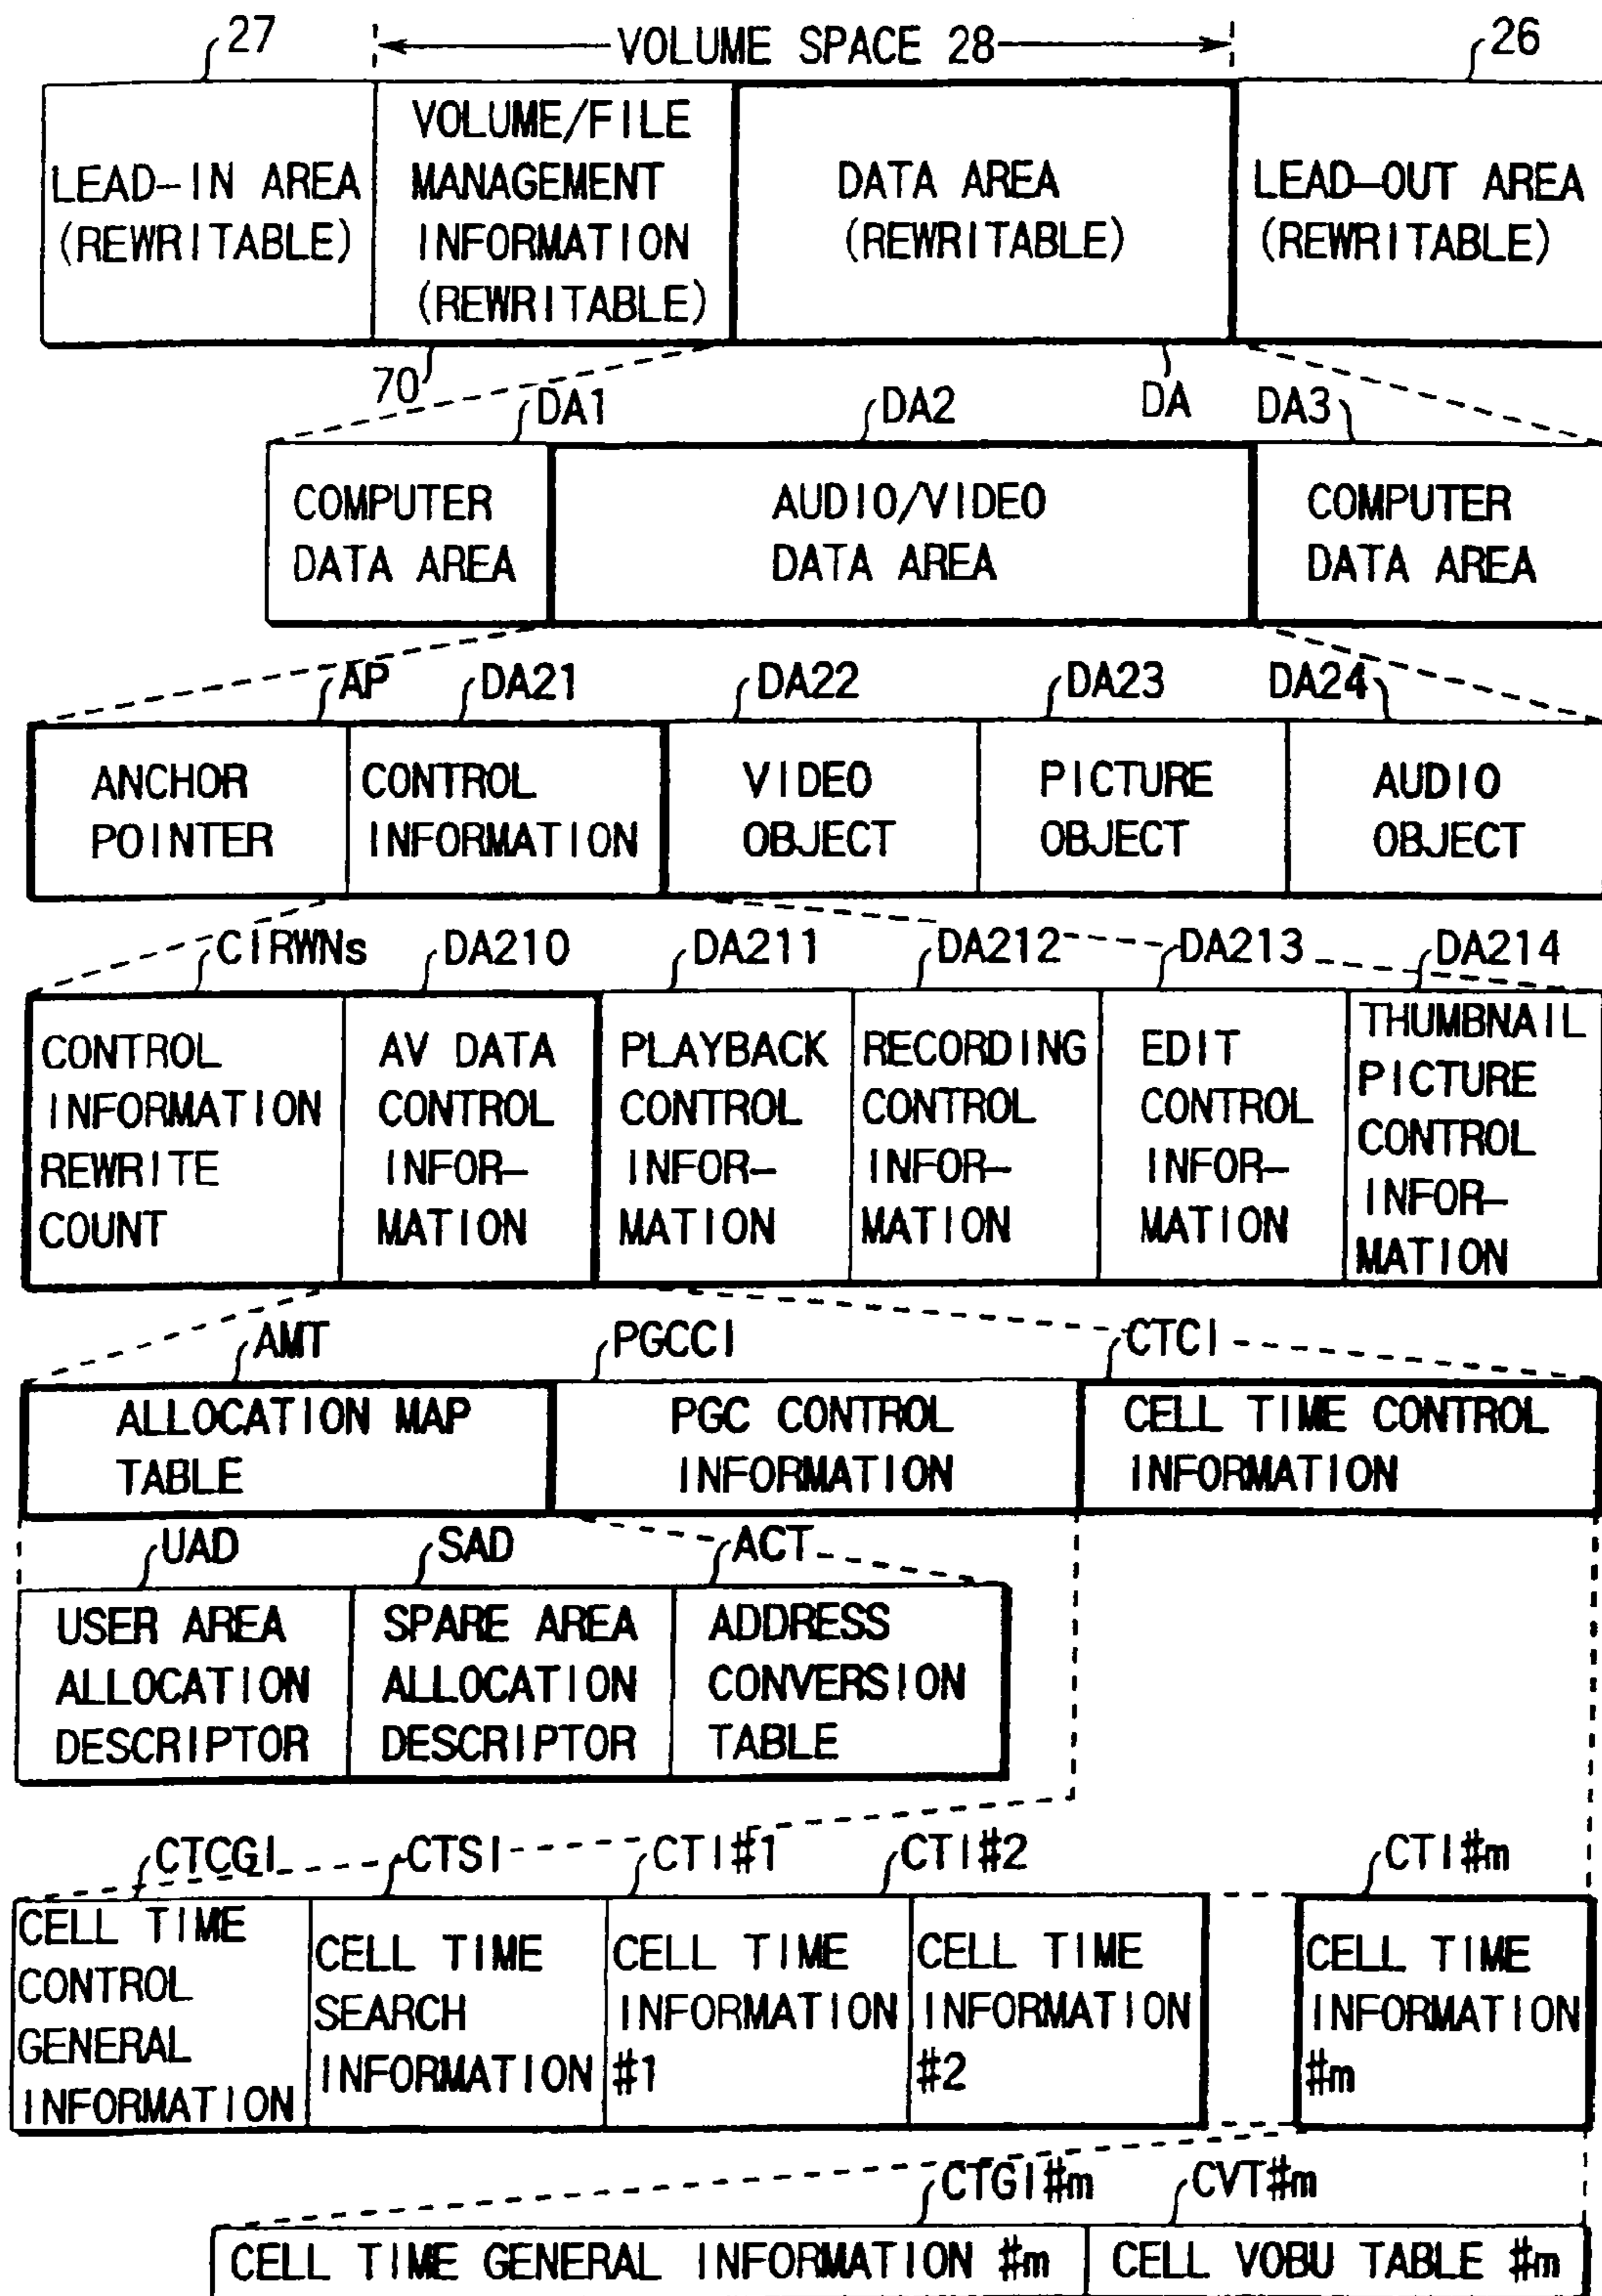 27
VOLUME SPACE 28
26
LEAD-IN AREA
(REWRITABLE)
VOLUME/FILE
MANAGEMENT
INFORMATION
(REWRITABLE)
DATA AREA
(REWRITABLE)
LEAD-OUT AREA
(REWRITABLE)
70
DA1
DA2
DA
DA3
COMPUTER
DATA AREA
AUDIO/VIDEO
DATA AREA
COMPUTER
DATA AREA
AP
DA21
DA22
DA23
DA24
ANCHOR
POINTER
CONTROL
INFORMATION
VIDEO
OBJECT
PICTURE
OBJECT
AUDIO
OBJECT
CIRWNs
DA210
DA211
DA212
DA213
DA214
CONTROL
INFORMATION
REWRITE
COUNT
AV DATA
CONTROL
INFOR-
MATION
PLAYBACK
CONTROL
INFOR-
MATION
RECORDING
CONTROL
INFOR-
MATION
EDIT
CONTROL
INFOR-
MATION
THUMBNAIL
PICTURE
CONTROL
INFOR-
MATION
AMT
PGCCI
CTCI
ALLOCATION MAP
TABLE
PGC CONTROL
INFORMATION
CELL TIME CONTROL
INFORMATION
UAD
SAD
ACT
USER AREA
ALLOCATION
DESCRIPTOR
SPARE AREA
ALLOCATION
DESCRIPTOR
ADDRESS
CONVERSION
TABLE
CTCGI
CTSI
CTI#1
CTI#2
CTI#m
CELL TIME
CONTROL
GENERAL
INFORMATION
CELL TIME
SEARCH
INFORMATION
CELL TIME
INFORMATION
#1
CELL TIME
INFORMATION
#2
CELL TIME
INFORMATION
#m
CTGI#m
CVT#m
CELL TIME GENERAL INFORMATION #m
CELL VOBU TABLE #m